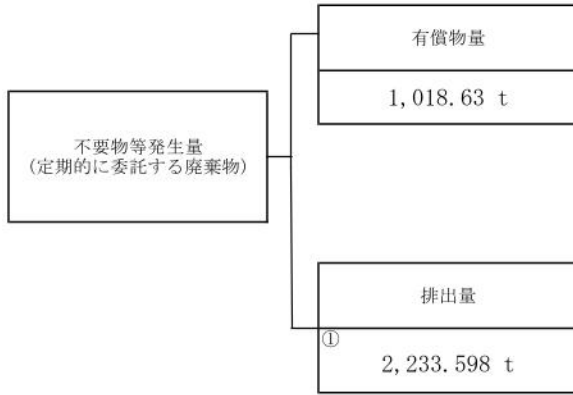 不要物等発生量
(定期的に委託する廃棄物)
有償物量
1,018.63 t
排出量
①
2,233.598 t